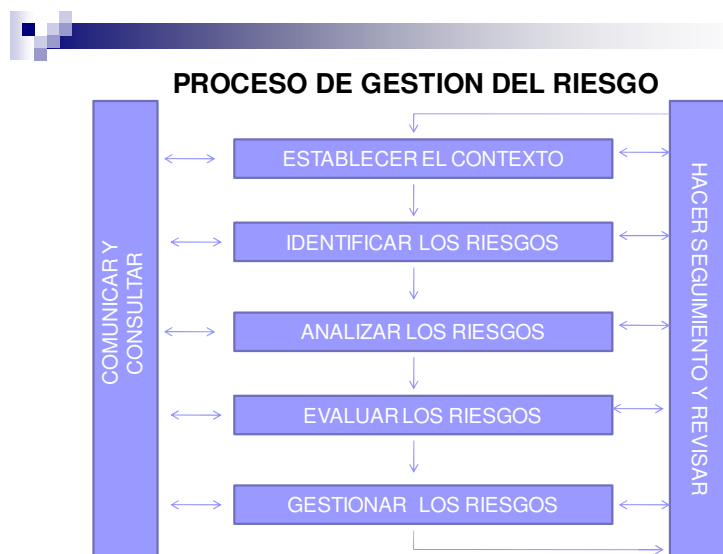 PROCESO DE GESTION DEL RIESGO
COMUNICAR Y
CONSULTAR
ESTABLECER EL CONTEXTO
IDENTIFICAR LOS RIESGOS
ANALIZAR LOS RIESGOS
EVALUAR LOS RIESGOS
GESTIONAR LOS RIESGOS
HACER SEGUIMIENTO Y REVISAR